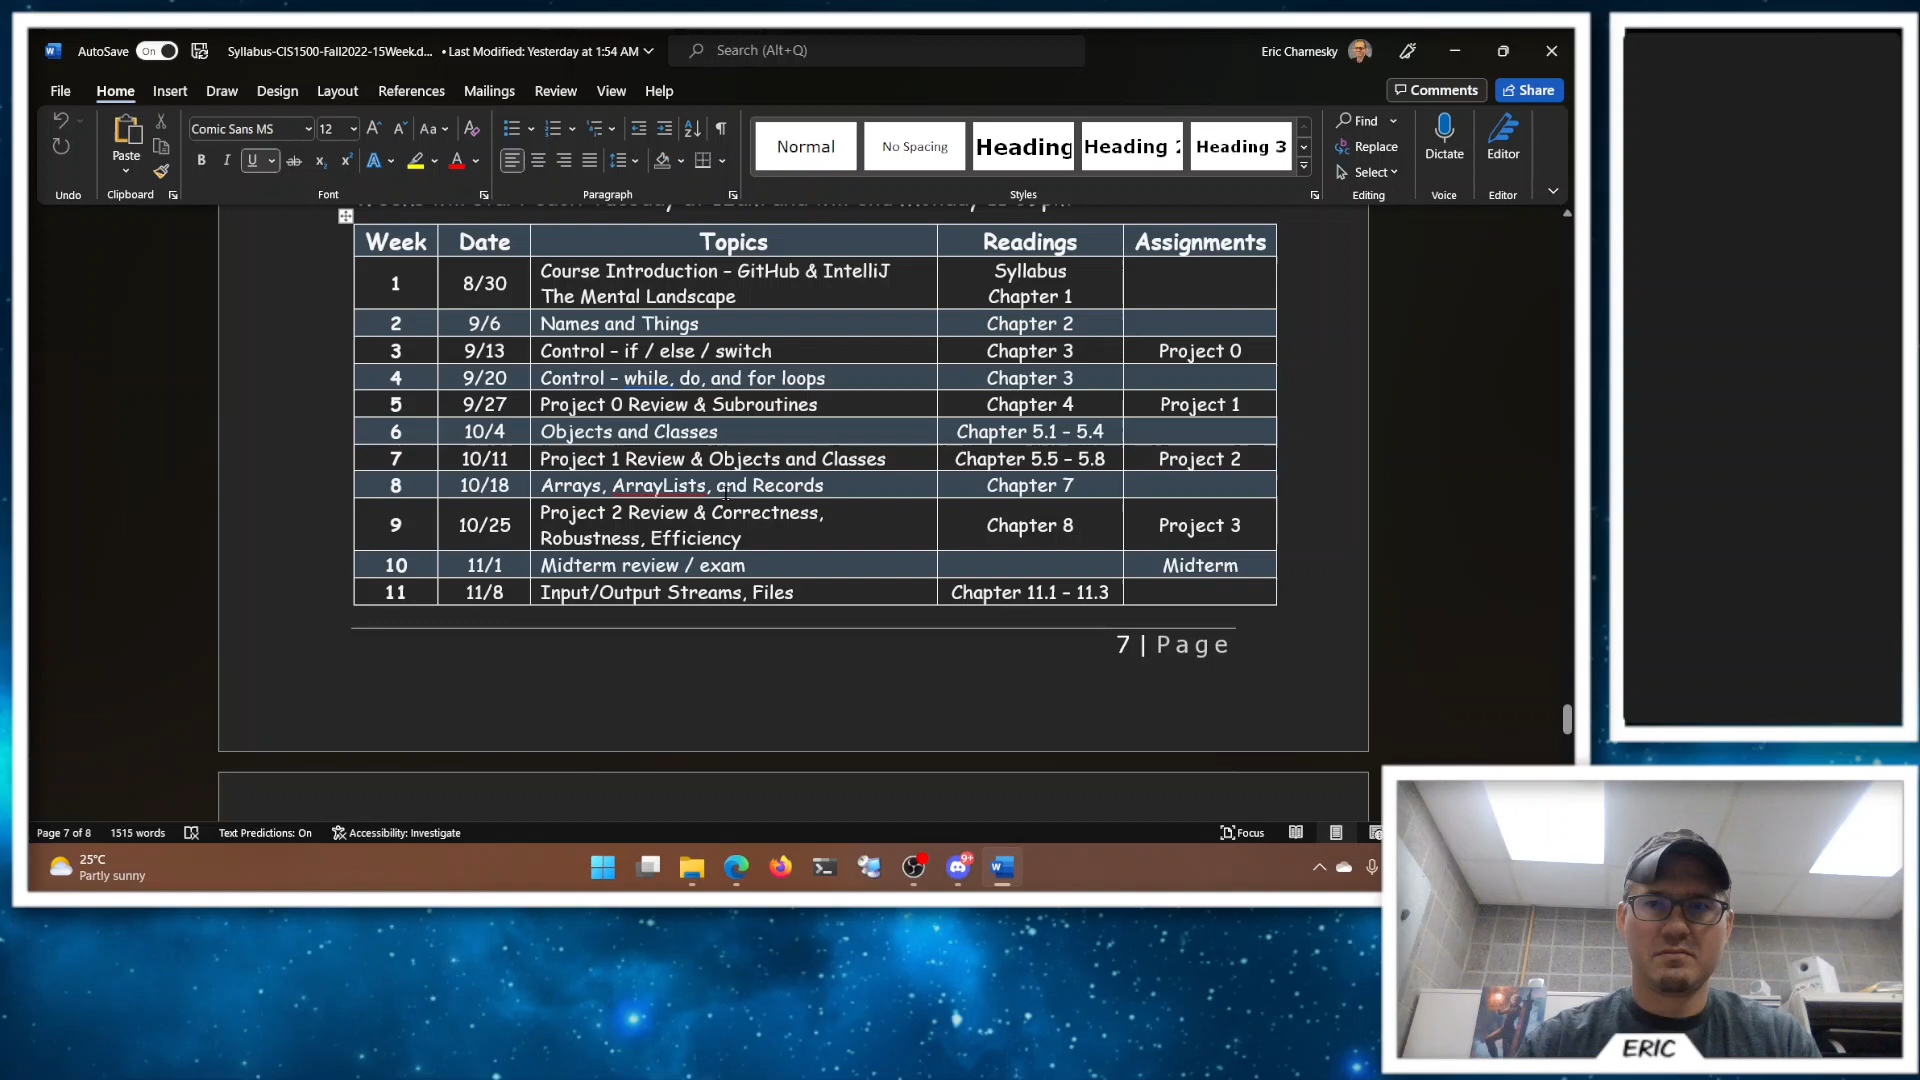 AutoSave On Syllabus-CIS1500-Fall2022-15Week.d... • Last Modified: Yesterday at 1:54 AM Search (Alt+Q) Eric Charnesky
File Home Insert Draw Design Layout References Mailings Review View Help Comments Share
Paste Comic Sans MS 12 Aa Normal No Spacing Heading Heading 2 Heading 3 Find Replace Select Dictate Editor
B I U ab x₂ x² A A
Undo Clipboard Font Paragraph Styles Editing Voice Editor
Week Date Topics Readings Assignments
1 8/30 Course Introduction – GitHub & IntelliJ Syllabus
The Mental Landscape Chapter 1
2 9/6 Names and Things Chapter 2
3 9/13 Control – if / else / switch Chapter 3 Project 0
4 9/20 Control – while, do, and for loops Chapter 3
5 9/27 Project 0 Review & Subroutines Chapter 4 Project 1
6 10/4 Objects and Classes Chapter 5.1 – 5.4
7 10/11 Project 1 Review & Objects and Classes Chapter 5.5 – 5.8 Project 2
8 10/18 Arrays, ArrayLists, and Records Chapter 7
9 10/25 Project 2 Review & Correctness, Chapter 8 Project 3
Robustness, Efficiency
10 11/1 Midterm review / exam Midterm
11 11/8 Input/Output Streams, Files Chapter 11.1 – 11.3
7 | Page
Page 7 of 8 1515 words Text Predictions: On Accessibility: Investigate Focus
25°C
Partly sunny
9+
ERIC